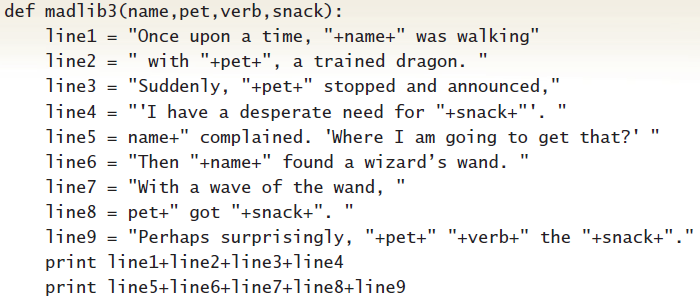 def madlib3(name,pet,verb,snack):
    line1 = "Once upon a time, "+name+" was walking"
    line2 = " with "+pet+", a trained dragon. "
    line3 = "Suddenly, "+pet+" stopped and announced,"
    line4 = "'I have a desperate need for "+snack+"'. "
    line5 = name+" complained. 'Where I am going to get that?' "
    line6 = "Then "+name+" found a wizard’s wand. "
    line7 = "With a wave of the wand, "
    line8 = pet+" got "+snack+". "
    line9 = "Perhaps surprisingly, "+pet+" "+verb+" the "+snack+"."
    print line1+line2+line3+line4
    print line5+line6+line7+line8+line9